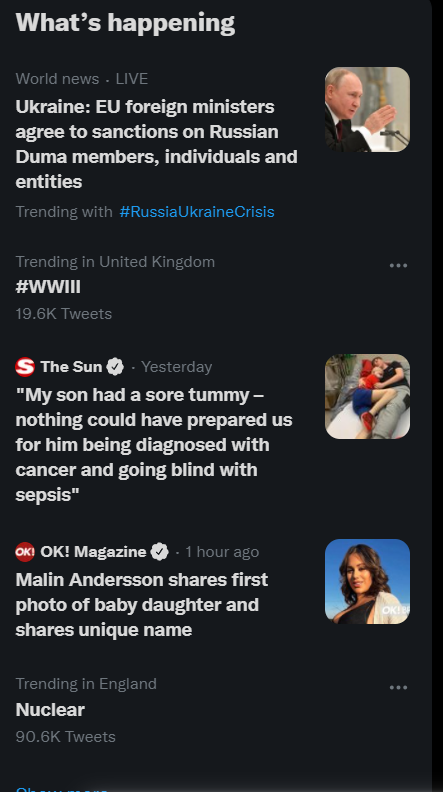 What's happening
World news · LIVE
Ukraine: EU foreign ministers
agree to sanctions on Russian
Duma members, individuals and
entities
Trending with #RussiaUkraineCrisis
Trending in United Kingdom
#WWIII
19.6K Tweets
S The Sun · Yesterday
"My son had a sore tummy –
nothing could have prepared us
for him being diagnosed with
cancer and going blind with
sepsis"
OK! OK! Magazine · 1 hour ago
Malin Andersson shares first
photo of baby daughter and
shares unique name
OK!
Trending in England
Nuclear
90.6K Tweets
Show more